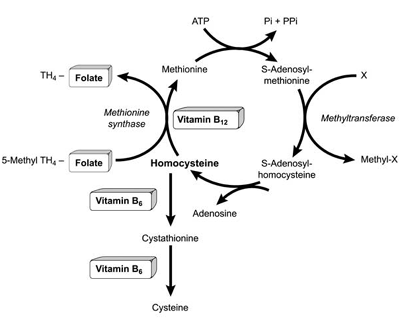 ATP
Pi + PPi
TH4 – Folate
Methionine
S-Adenosyl-
methionine
X
Methionine
synthase
Vitamin B12
Methyltransferase
5-Methyl TH4 – Folate
Homocysteine
S-Adenosyl-
homocysteine
Methyl-X
Vitamin B6
Adenosine
Cystathionine
Vitamin B6
Cysteine